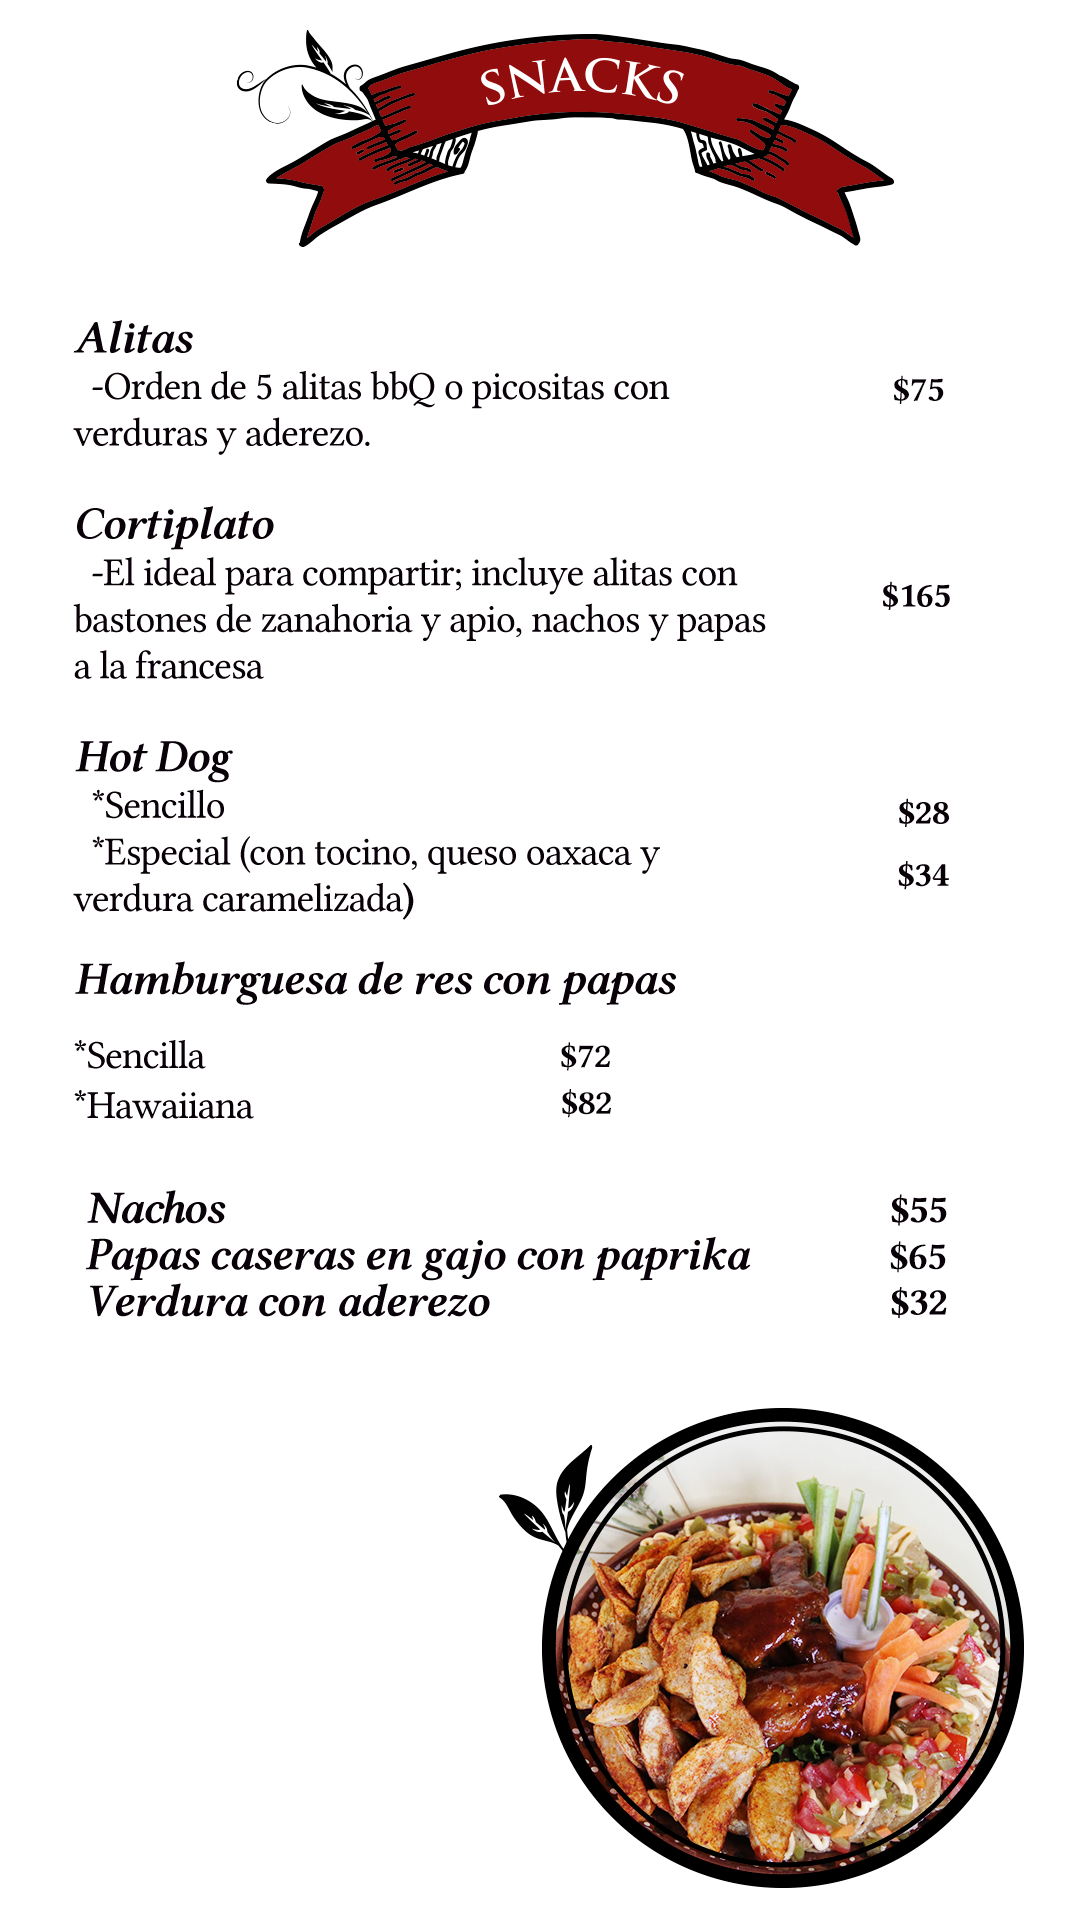 SNACKS
Alitas
-Orden de 5 alitas bbQ o picositas con
$75
verduras y aderezo.
Cortiplato
-El ideal para compartir; incluye alitas con
$165
bastones de zanahoria y apio, nachos y papas
a la francesa
Hot Dog
*Sencillo
$28
*Especial (con tocino, queso oaxaca y
$34
verdura caramelizada)
Hamburguesa de res con papas
*Sencilla $72
*Hawaiiana $82
Nachos $55
Papas caseras en gajo con paprika $65
Verdura con aderezo $32